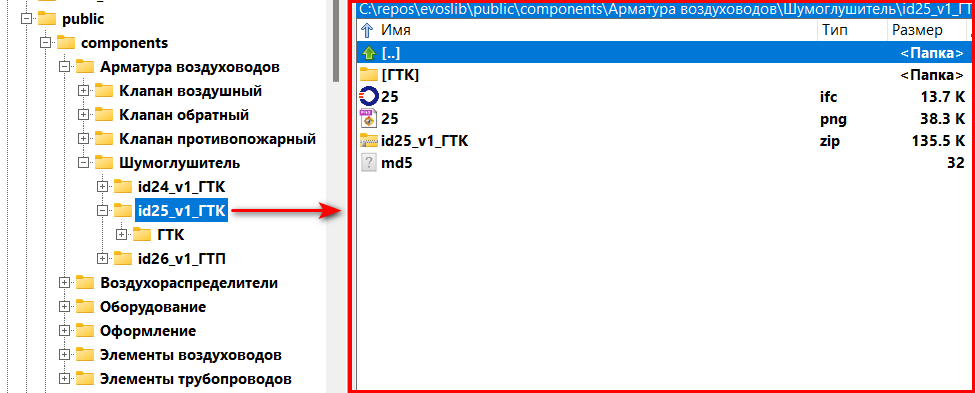 public
components
Арматура воздуховодов
Клапан воздушный
Клапан обратный
Клапан противопожарный
Шумоглушитель
id24_v1_ГТК
id25_v1_ГТК
ГТК
id26_v1_ГТП
Воздухораспределители
Оборудование
Оформление
Элементы воздуховодов
Элементы трубопроводов
C:\repos\evoslib\public\components\Арматура воздуховодов\Шумоглушитель\id25_v1_ГТ
Имя Тип Размер
[..] <Папка>
[ГТК] <Папка>
25 ifc 13.7 K
25 png 38.3 K
id25_v1_ГТК zip 135.5 K
md5 32